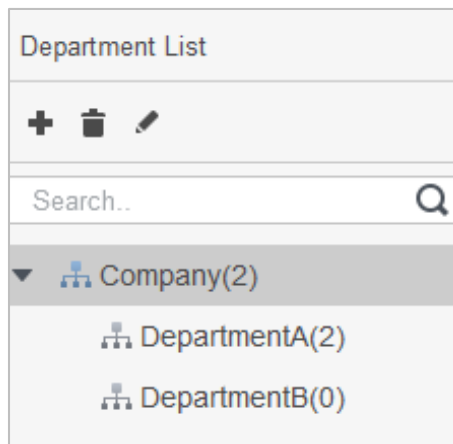 Department List
Search..
Company(2)
DepartmentA(2)
DepartmentB(0)